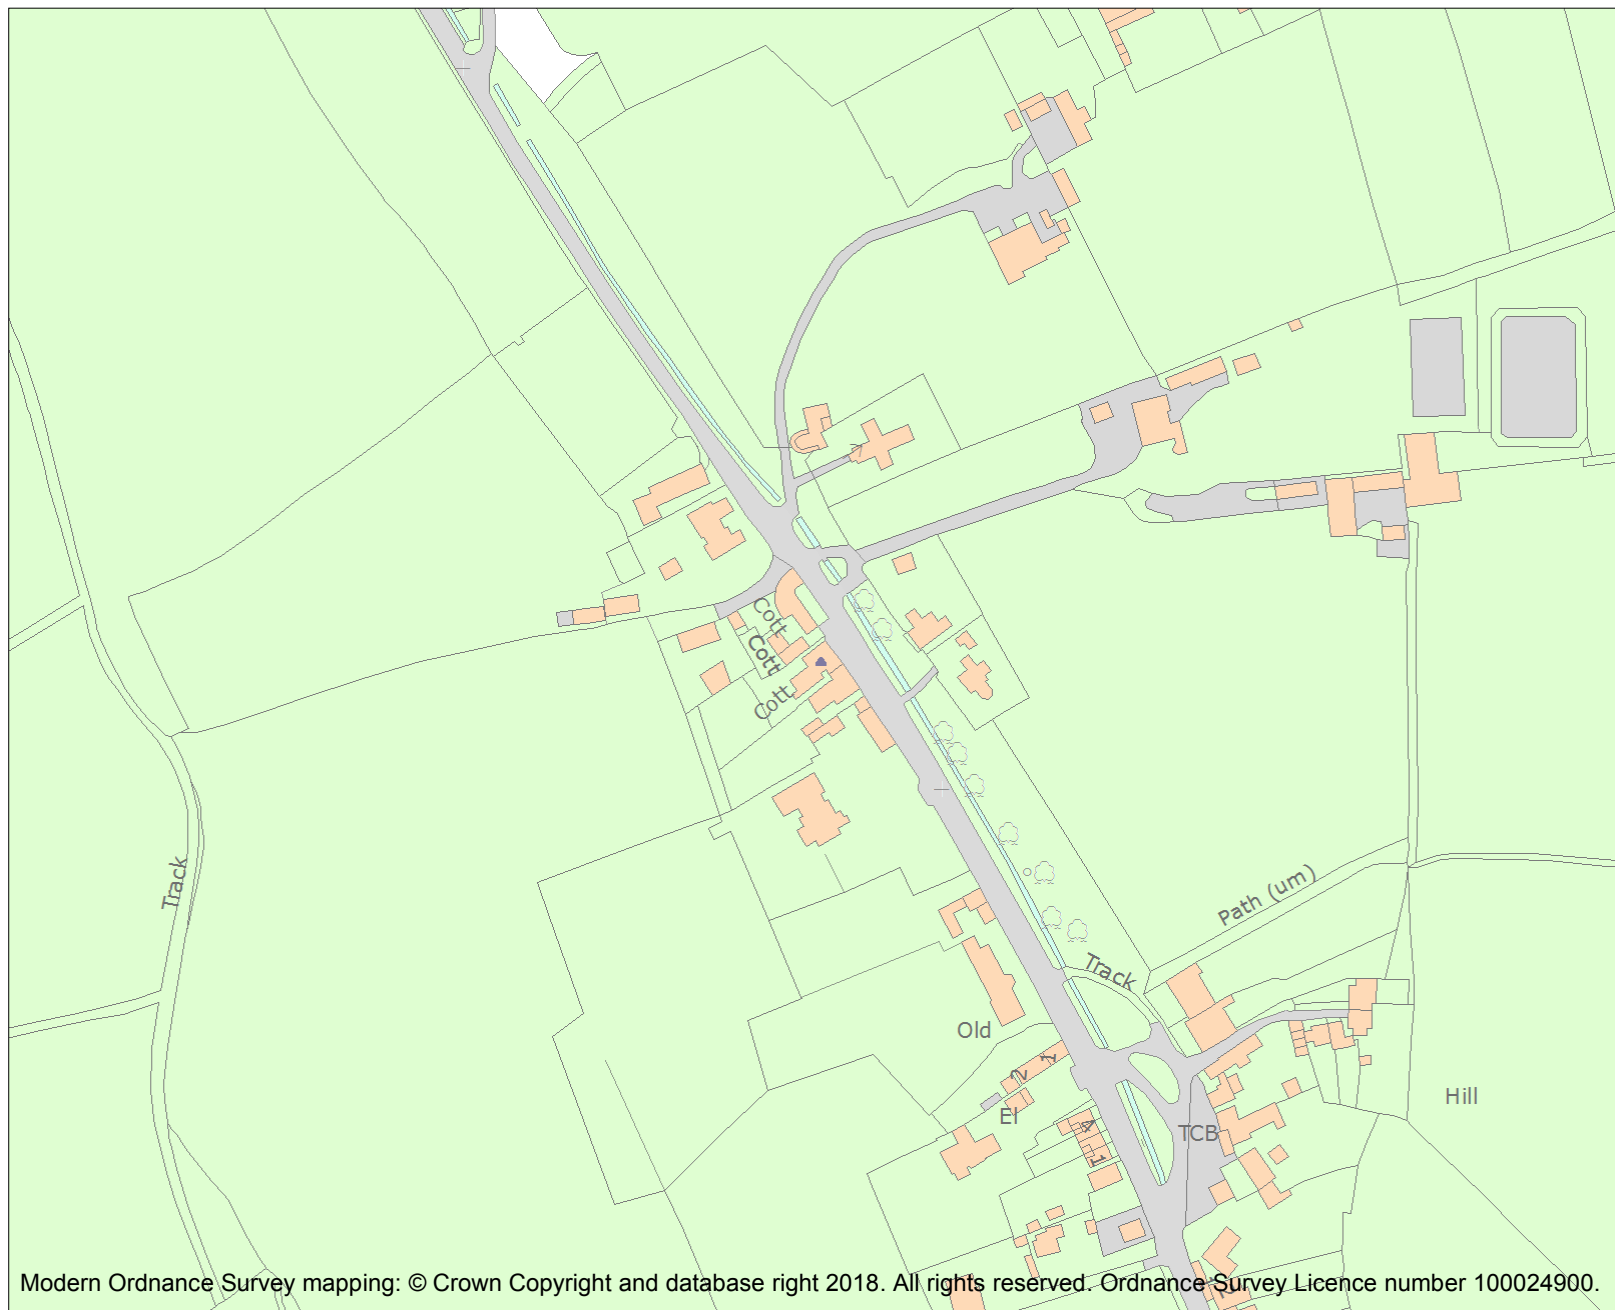 Cott
Cott
Cott
Track
Path (um)
Track
Old
1
2
El
Hill
4
TCB
1
2
Modern Ordnance Survey mapping: © Crown Copyright and database right 2018. All rights reserved. Ordnance Survey Licence number 100024900.